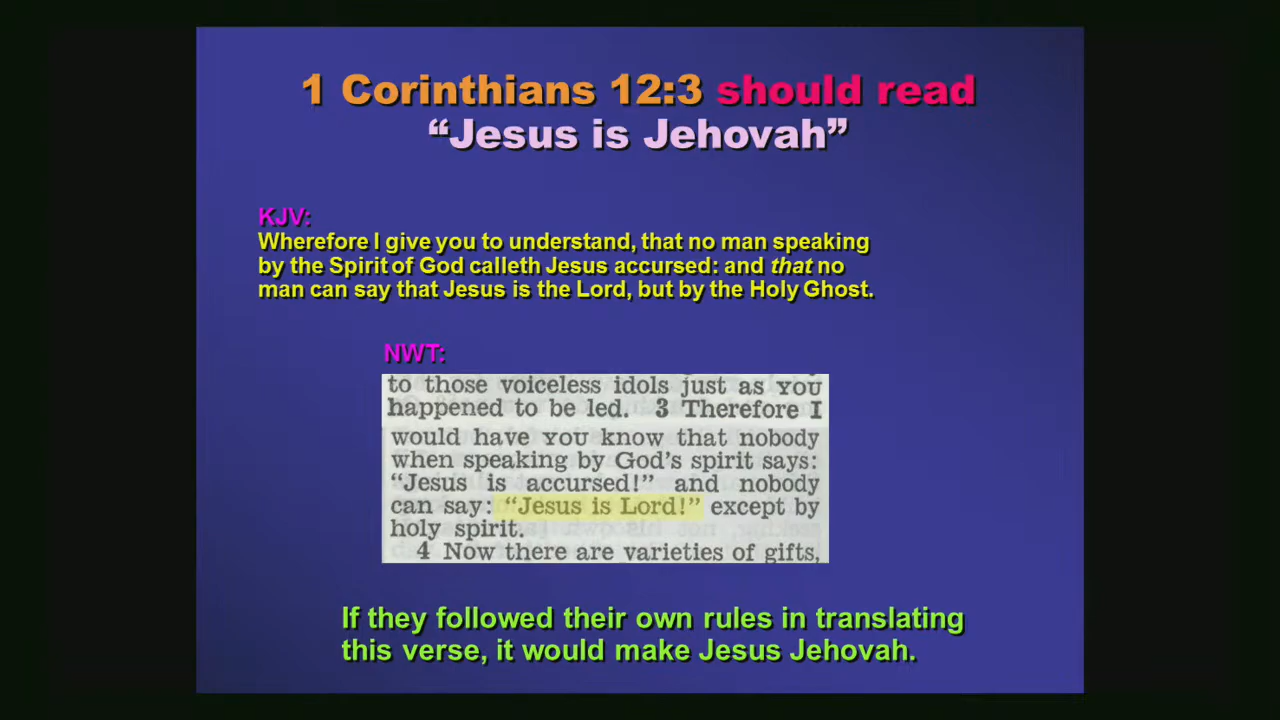 1 Corinthians 12:3 should read
“Jesus is Jehovah”
KJV:
Wherefore I give you to understand, that no man speaking
by the Spirit of God calleth Jesus accursed: and that no
man can say that Jesus is the Lord, but by the Holy Ghost.
NWT:
to those voiceless idols just as YOU
happened to be led. 3 Therefore I
would have YOU know that nobody
when speaking by God's spirit says:
“Jesus is accursed!” and nobody
can say: “Jesus is Lord!” except by
holy spirit.
4 Now there are varieties of gifts,
If they followed their own rules in translating
this verse, it would make Jesus Jehovah.